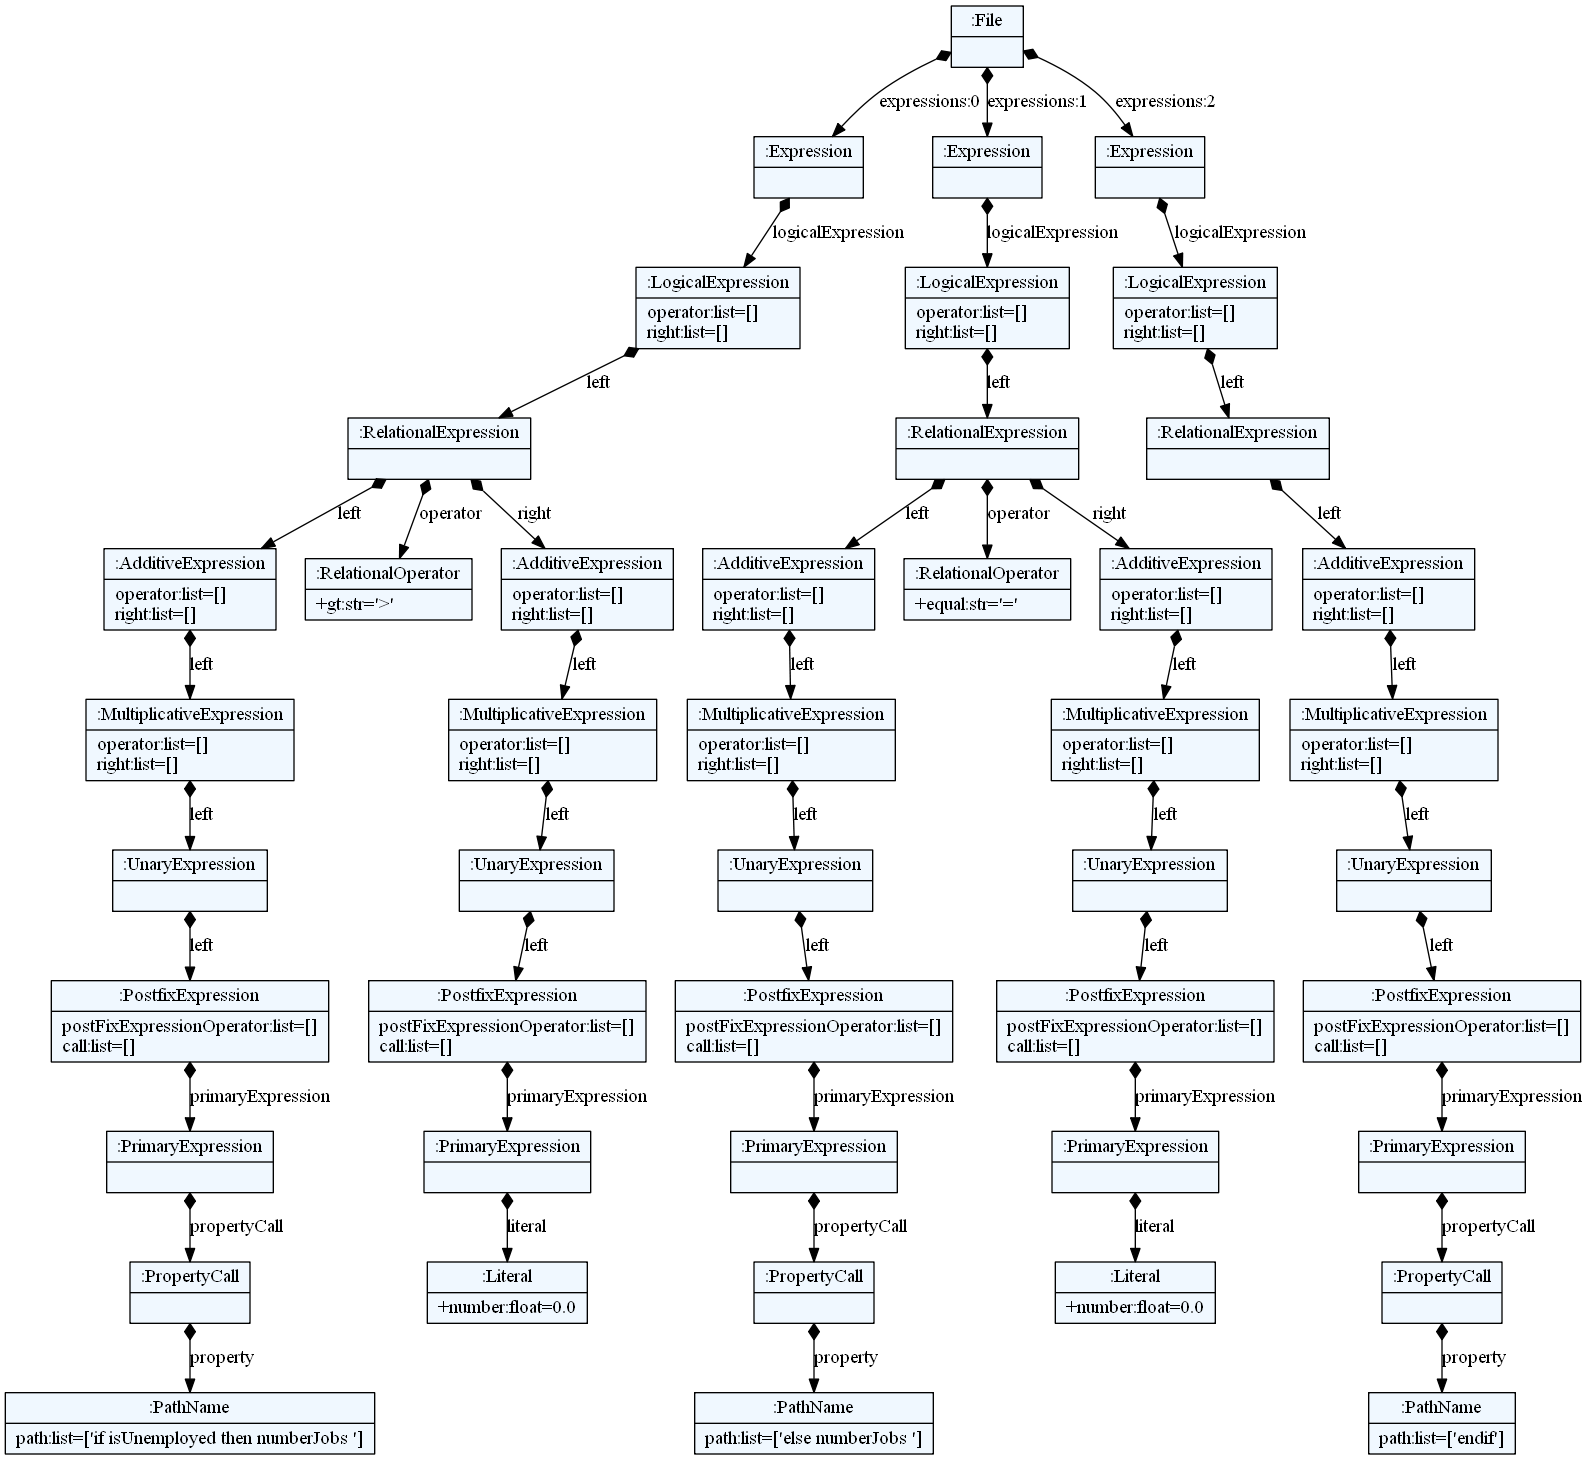 :File
expressions:0
expressions:1
expressions:2
:Expression
:Expression
:Expression
logicalExpression
logicalExpression
logicalExpression
:LogicalExpression
operator:list=[]
right:list=[]
:LogicalExpression
operator:list=[]
right:list=[]
:LogicalExpression
operator:list=[]
right:list=[]
left
left
left
:RelationalExpression
:RelationalExpression
:RelationalExpression
left
operator
right
left
operator
right
left
:AdditiveExpression
operator:list=[]
right:list=[]
:RelationalOperator
+gt:str='>'
:AdditiveExpression
operator:list=[]
right:list=[]
:AdditiveExpression
operator:list=[]
right:list=[]
:RelationalOperator
+equal:str='='
:AdditiveExpression
operator:list=[]
right:list=[]
:AdditiveExpression
operator:list=[]
right:list=[]
left
left
left
left
left
:MultiplicativeExpression
operator:list=[]
right:list=[]
:MultiplicativeExpression
operator:list=[]
right:list=[]
:MultiplicativeExpression
operator:list=[]
right:list=[]
:MultiplicativeExpression
operator:list=[]
right:list=[]
:MultiplicativeExpression
operator:list=[]
right:list=[]
left
left
left
left
left
:UnaryExpression
:UnaryExpression
:UnaryExpression
:UnaryExpression
:UnaryExpression
left
left
left
left
left
:PostfixExpression
postFixExpressionOperator:list=[]
call:list=[]
:PostfixExpression
postFixExpressionOperator:list=[]
call:list=[]
:PostfixExpression
postFixExpressionOperator:list=[]
call:list=[]
:PostfixExpression
postFixExpressionOperator:list=[]
call:list=[]
:PostfixExpression
postFixExpressionOperator:list=[]
call:list=[]
primaryExpression
primaryExpression
primaryExpression
primaryExpression
primaryExpression
:PrimaryExpression
:PrimaryExpression
:PrimaryExpression
:PrimaryExpression
:PrimaryExpression
propertyCall
literal
propertyCall
literal
propertyCall
:PropertyCall
:Literal
+number:float=0.0
:PropertyCall
:Literal
+number:float=0.0
:PropertyCall
property
property
property
:PathName
path:list=['if isUnemployed then numberJobs ']
:PathName
path:list=['else numberJobs ']
:PathName
path:list=['endif']